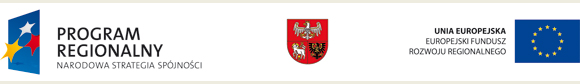 PROGRAM
REGIONALNY
NARODOWA STRATEGIA SPÓJNOŚCI
UNIA EUROPEJSKA
EUROPEJSKI FUNDUSZ
ROZWOJU REGIONALNEGO